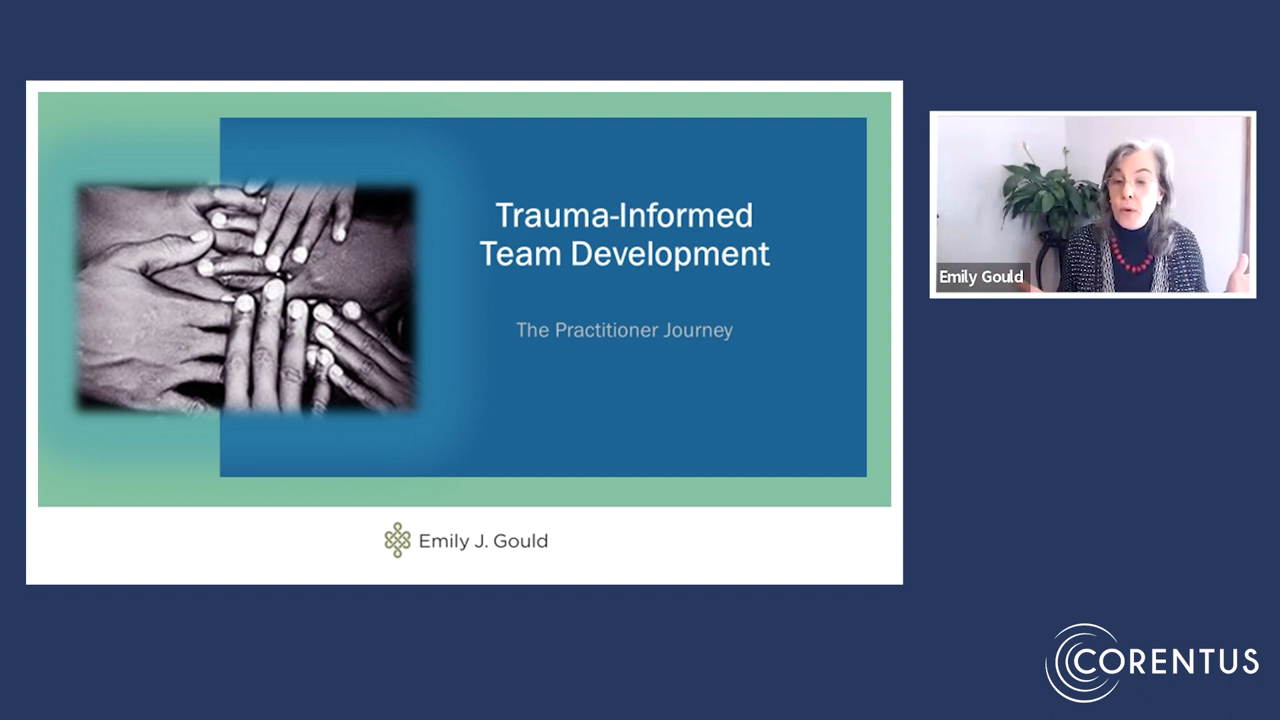 Trauma-Informed
Team Development
The Practitioner Journey
Emily J. Gould
Emily Gould
CORENTUS